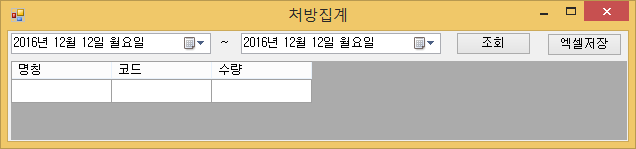 처방집계
2016년 12월 12일 월요일 ~ 2016년 12월 12일 월요일 조회 엑셀저장
명칭 코드 수량